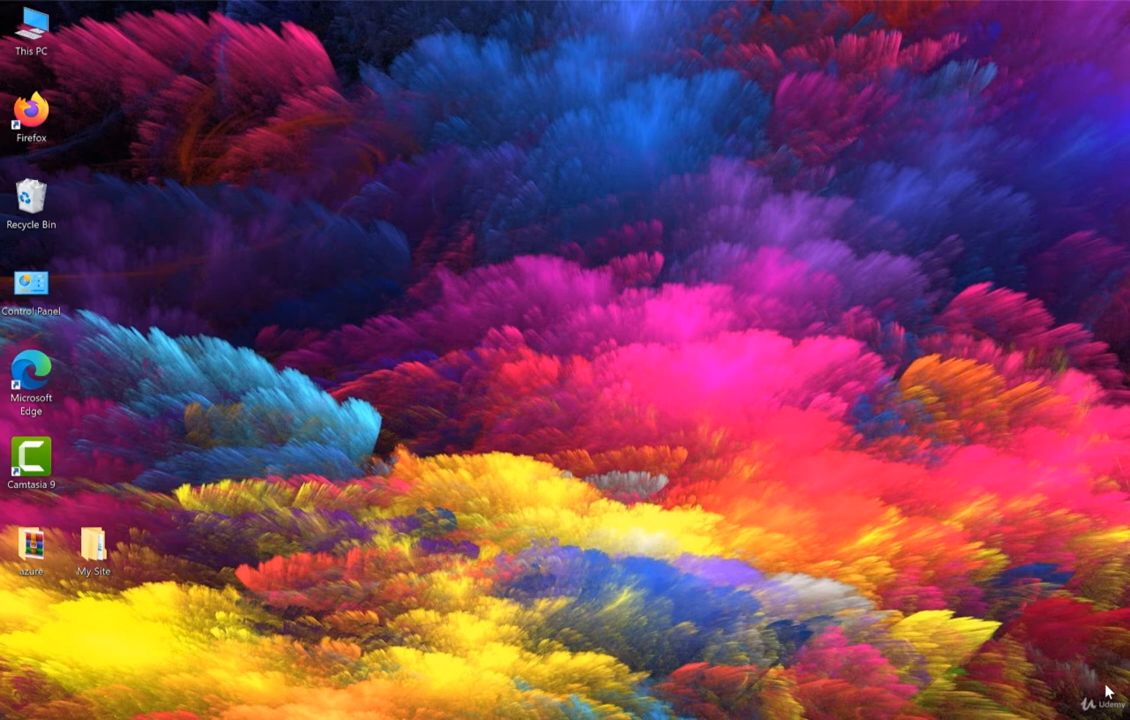 This PC
Firefox
Recycle Bin
Control Panel
Microsoft
Edge
Camtasia 9
azure
My Site
Udemy